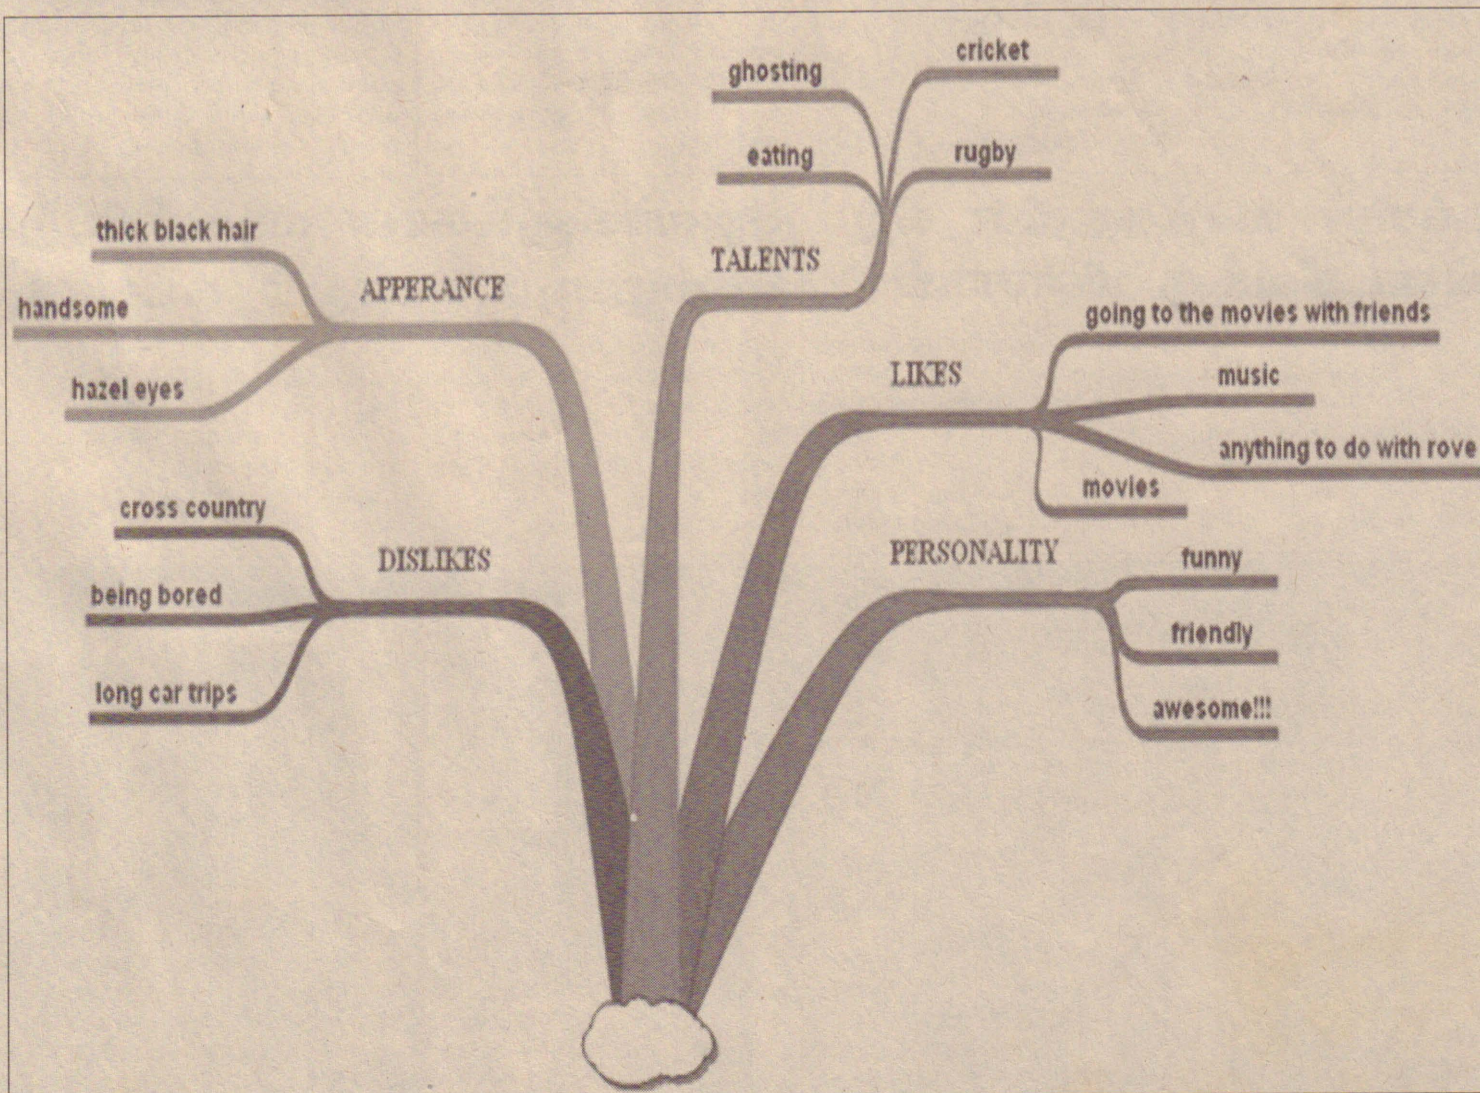 ghosting
cricket
eating
rugby
TALENTS
thick black hair
APPERANCE
handsome
hazel eyes
going to the movies with friends
LIKES
music
anything to do with rove
movies
cross country
DISLIKES
being bored
long car trips
PERSONALITY
funny
friendly
awesome!!!